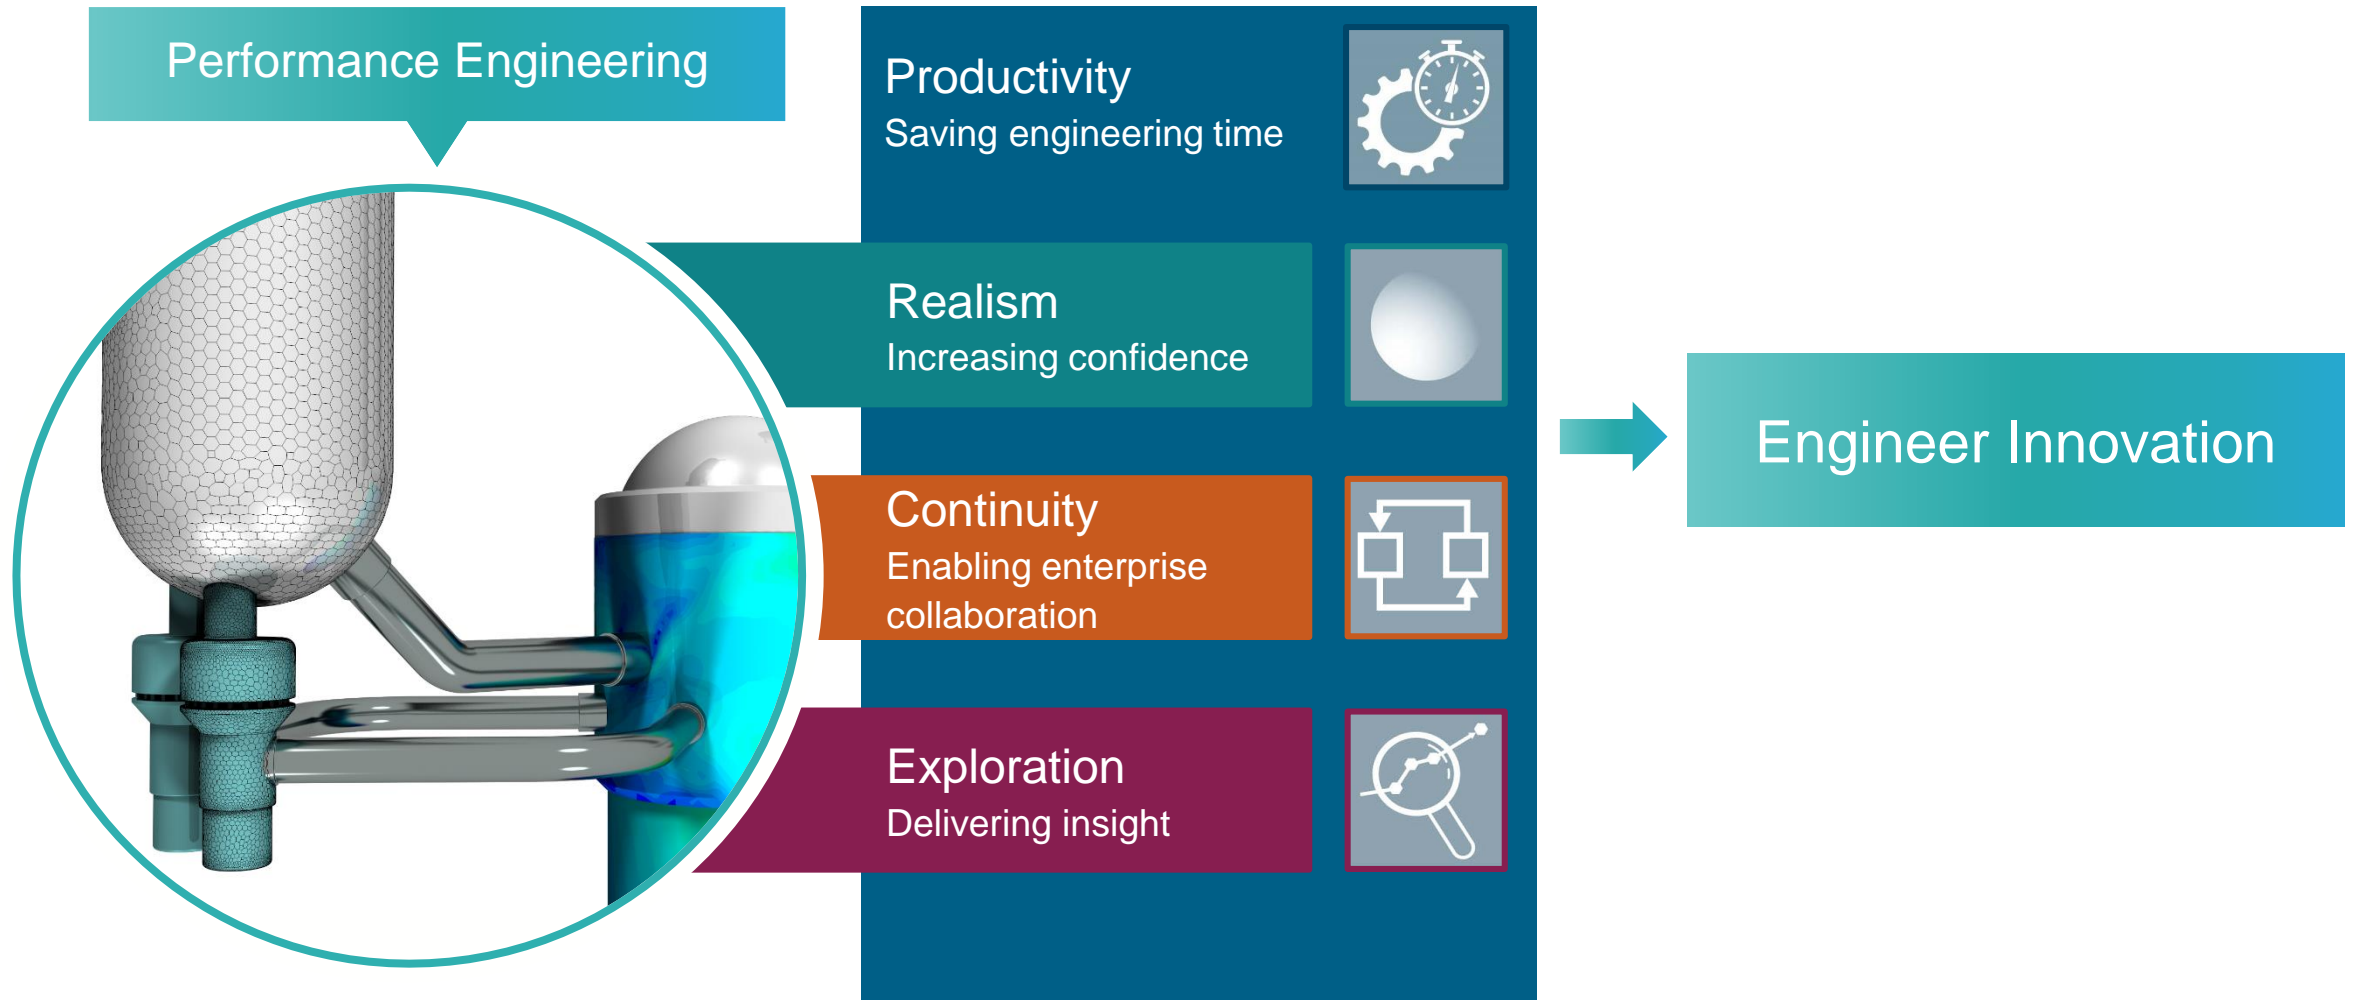 Performance Engineering
Productivity
Saving engineering time
Realism
Increasing confidence
Continuity
Enabling enterprise
collaboration
Exploration
Delivering insight
Engineer Innovation